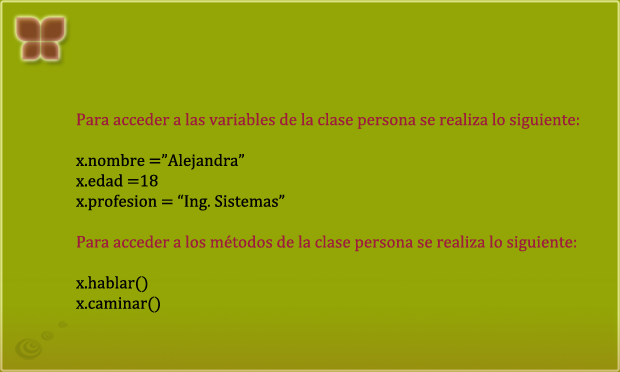 Para acceder a las variables de la clase persona se realiza lo siguiente:
x.nombre =”Alejandra”
x.edad =18
x.profesion = “Ing. Sistemas”
Para acceder a los métodos de la clase persona se realiza lo siguiente:
x.hablar()
x.caminar()